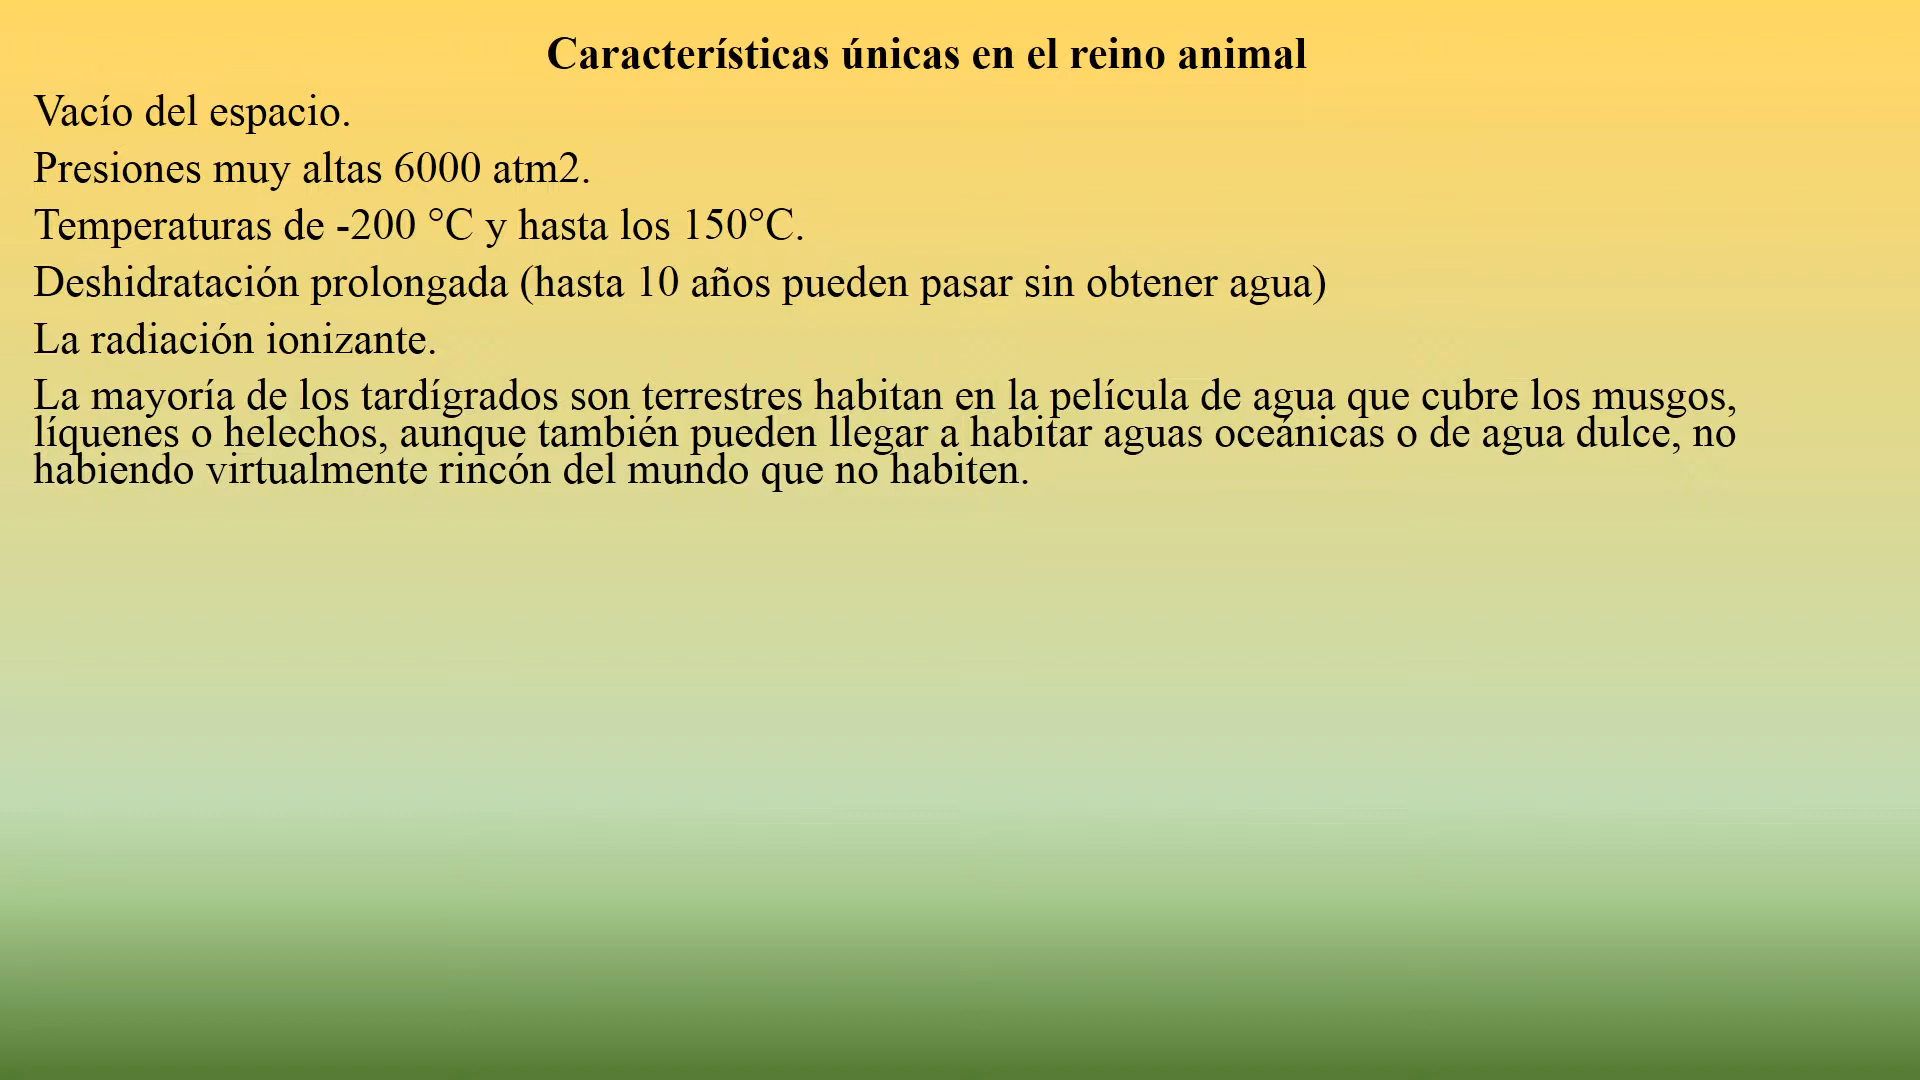 Características únicas en el reino animal
Vacío del espacio.
Presiones muy altas 6000 atm2.
Temperaturas de -200 °C y hasta los 150°C.
Deshidratación prolongada (hasta 10 años pueden pasar sin obtener agua)
La radiación ionizante.
La mayoría de los tardígrados son terrestres habitan en la película de agua que cubre los musgos,
líquenes o helechos, aunque también pueden llegar a habitar aguas oceánicas o de agua dulce, no
habiendo virtualmente rincón del mundo que no habiten.